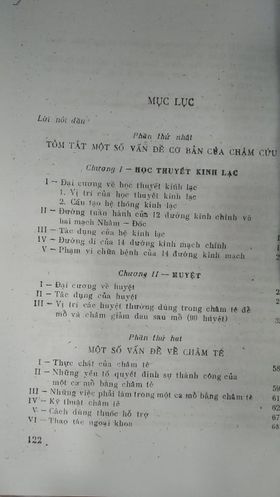 MỤC LỤC
Lời nói đầu
Phần thứ nhất
TÓM TẮT MỘT SỐ VẤN ĐỀ CƠ BẢN CỦA CHÂM CỨU
Chương I — HỌC THUYẾT KINH LẠC
I — Đại cương về học thuyết kinh lạc
1. Vị trí của học thuyết kinh lạc
2. Cấu tạo hệ thống kinh lạc
II — Đường tuần hành của 12 đường kinh chính và
hai mạch Nhâm — Đốc
III — Tác dụng của hệ kinh lạc
IV — Đường đi của 14 đường kinh mạch chính
V — Phạm vi chữa bệnh của 14 đường kinh mạch
Chương II — HUYỆT
I — Đại cương về huyệt
II — Tác dụng của huyệt
III — Vị trí các huyệt thường dùng trong châm tê để
mổ và châm giảm đau sau mổ (90 huyệt)
Phần thứ hai
MỘT SỐ VẤN ĐỀ VỀ CHÂM TÊ
I — Thực chất của châm tê 58
II — Những yếu tố quyết định sự thành công của
một ca mổ bằng châm tê 59
III — Những việc phải làm trong một ca mổ bằng châm tê 61
IV — Kỹ thuật châm tê 62
V — Cách dùng thuốc hỗ trợ 67
VI — Thao tác ngoại khoa 68
122